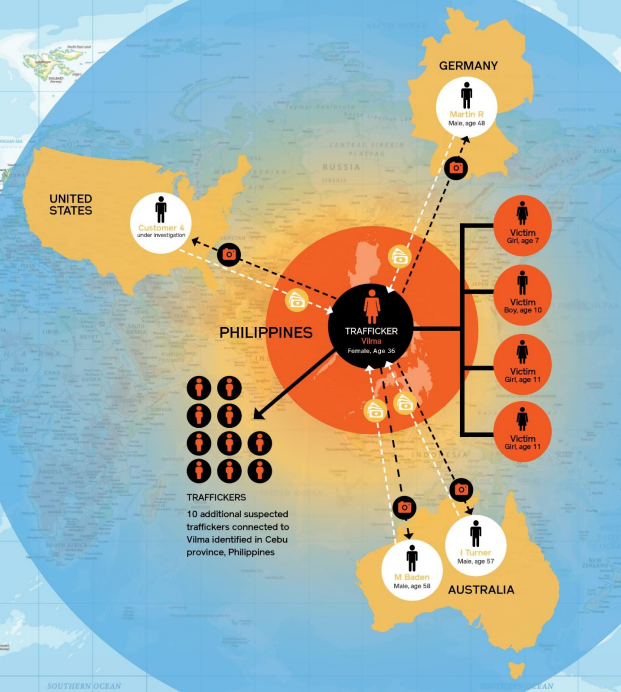 GERMANY
Martin R
Male, age 48
UNITED
STATES
Customer 4
under investigation
RUSSIA
Victim
Girl, age 7
Victim
Boy, age 10
Victim
Girl, age 11
Victim
Girl, age 11
PHILIPPINES
TRAFFICKER
Vilma
Female, Age 36
INDONESIA
TRAFFICKERS
10 additional suspected
traffickers connected to
Vilma identified in Cebu
province, Philippines
I Turner
Male, age 57
M Baden
Male, age 58
AUSTRALIA
SOUTHERN OCEAN